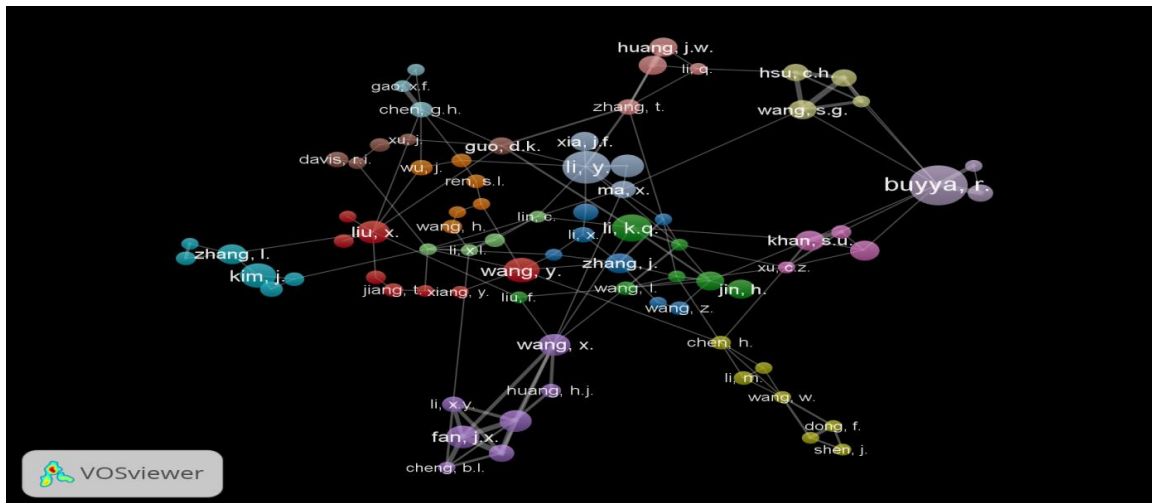 huang, j.w.
li, q.
hsu, c.h.
gao, x.f.
wang, s.g.
chen, g.h.
zhang, t.
xu, j.
guo, d.k.
xia, j.f.
davis, r.i.
wu, j.
li, y.
ren, s.l.
ma, x.
buyya, r.
lin, c.
wang, h.
li, k.q.
liu, x.
li, x.
khan, s.u.
zhang, l.
li, x.l.
kim, j.
wang, y.
zhang, j.
xu, c.z.
jiang, t.
xiang, y.
liu, f.
wang, l.
jin, h.
wang, z.
wang, x.
chen, h.
li, m.
huang, h.j.
wang, w.
li, x.y.
fan, j.x.
dong, f.
cheng, b.l.
shen, j.
VOSviewer